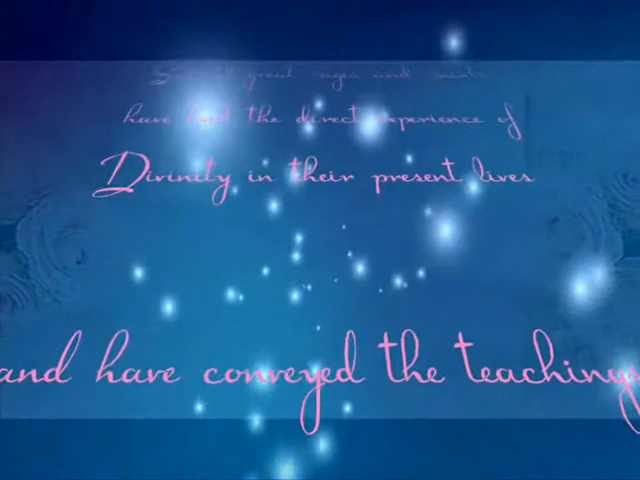 great sages and saints
have had the direct experience of
Divinity in their present lives
and have conveyed the teachings